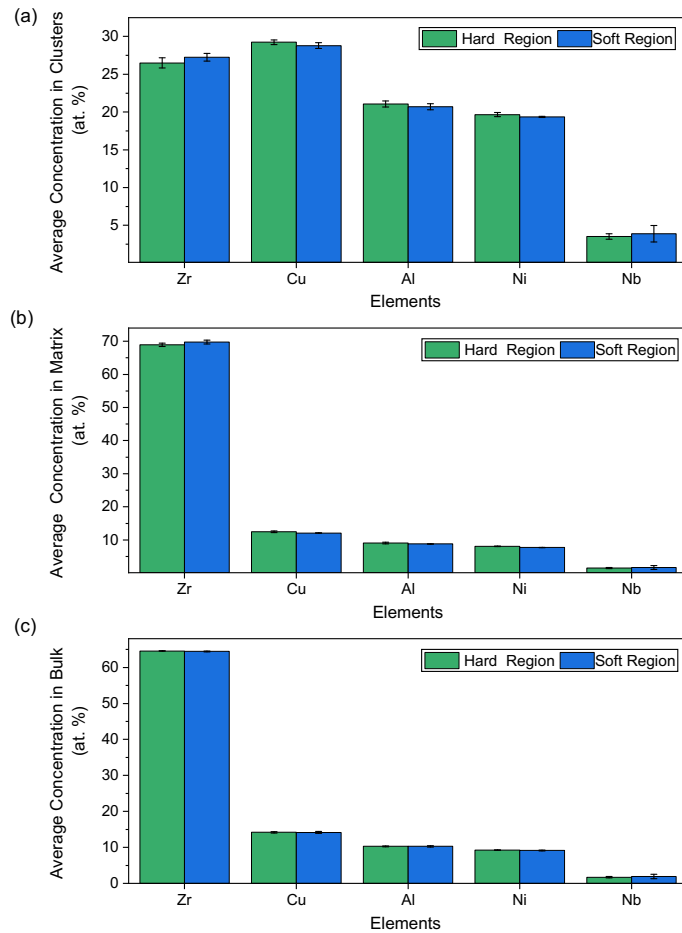 (a)
Average Concentration in Clusters
(at. %)
30
25
20
15
10
5
Hard Region
Soft Region
Zr
Cu
Al
Ni
Nb
Elements
(b)
Average Concentration in Matrix
(at. %)
70
60
50
40
30
20
10
Hard Region
Soft Region
Zr
Cu
Al
Ni
Nb
Elements
(c)
Average Concentration in Bulk
(at. %)
60
50
40
30
20
10
0
Hard Region
Soft Region
Zr
Cu
Al
Ni
Nb
Elements